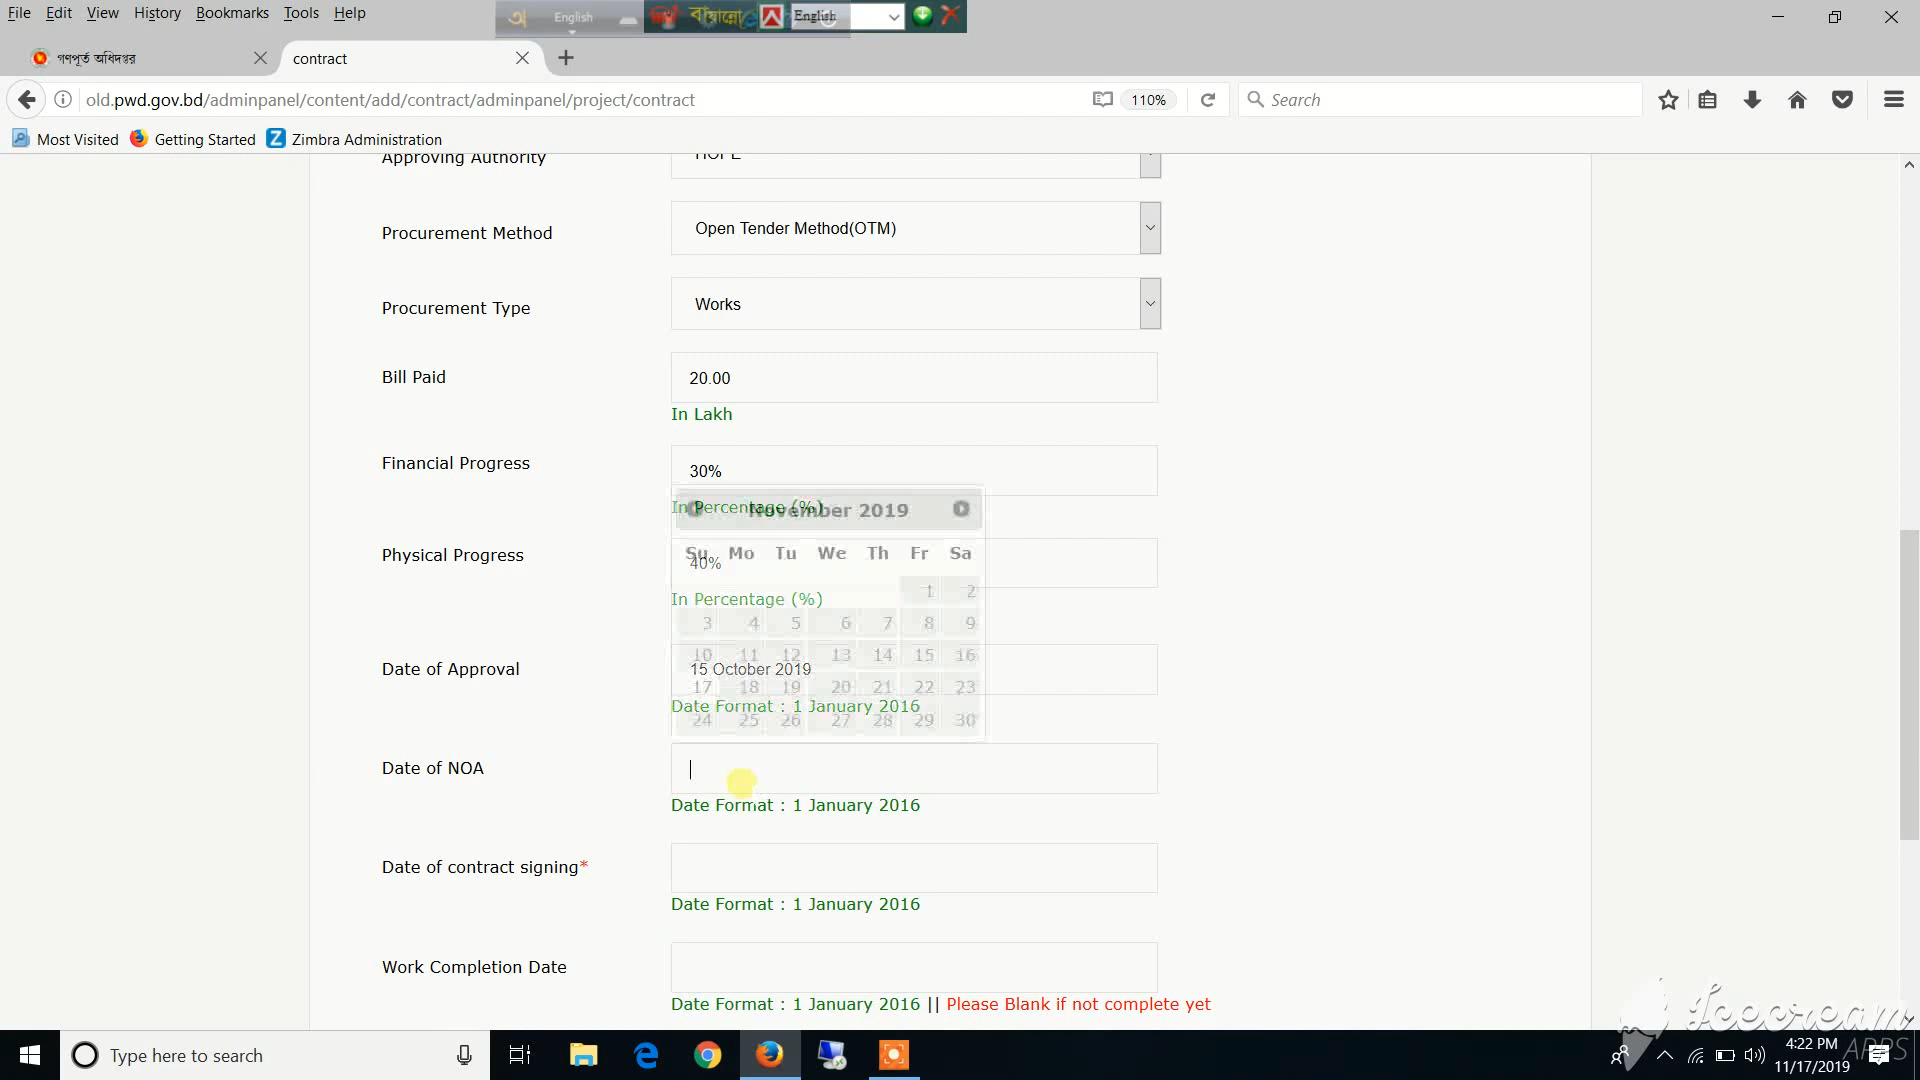 File Edit View History Bookmarks Tools Help
অ English
বায়ান্নো English
গণপূর্ত অধিদপ্তর
contract
old.pwd.gov.bd/adminpanel/content/add/contract/adminpanel/project/contract
110%
Search
Most Visited Getting Started Zimbra Administration
Approving Authority HOPE
Procurement Method Open Tender Method(OTM)
Procurement Type Works
Bill Paid 20.00
In Lakh
Financial Progress 30%
In Percentage (%)
November 2019
Su Mo Tu We Th Fr Sa
Physical Progress 40%
1 2
In Percentage (%)
3 4 5 6 7 8 9
10 11 12 13 14 15 16
Date of Approval 15 October 2019
17 18 19 20 21 22 23
Date Format : 1 January 2016
24 25 26 27 28 29 30
Date of NOA
Date Format : 1 January 2016
Date of contract signing*
Date Format : 1 January 2016
Work Completion Date
Date Format : 1 January 2016 || Please Blank if not complete yet
Icecream
APPS
Type here to search
4:22 PM
11/17/2019